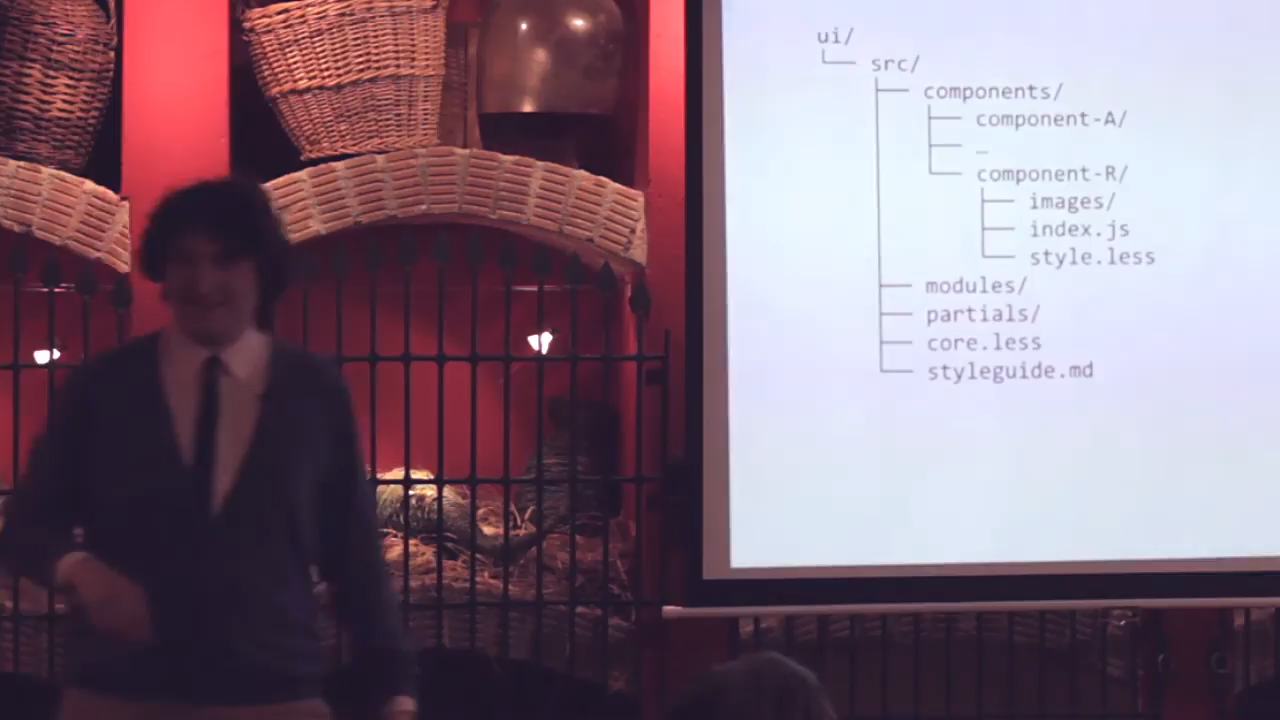 ui/
src/
components/
component-A/
…
component-R/
images/
index.js
style.less
modules/
partials/
core.less
styleguide.md